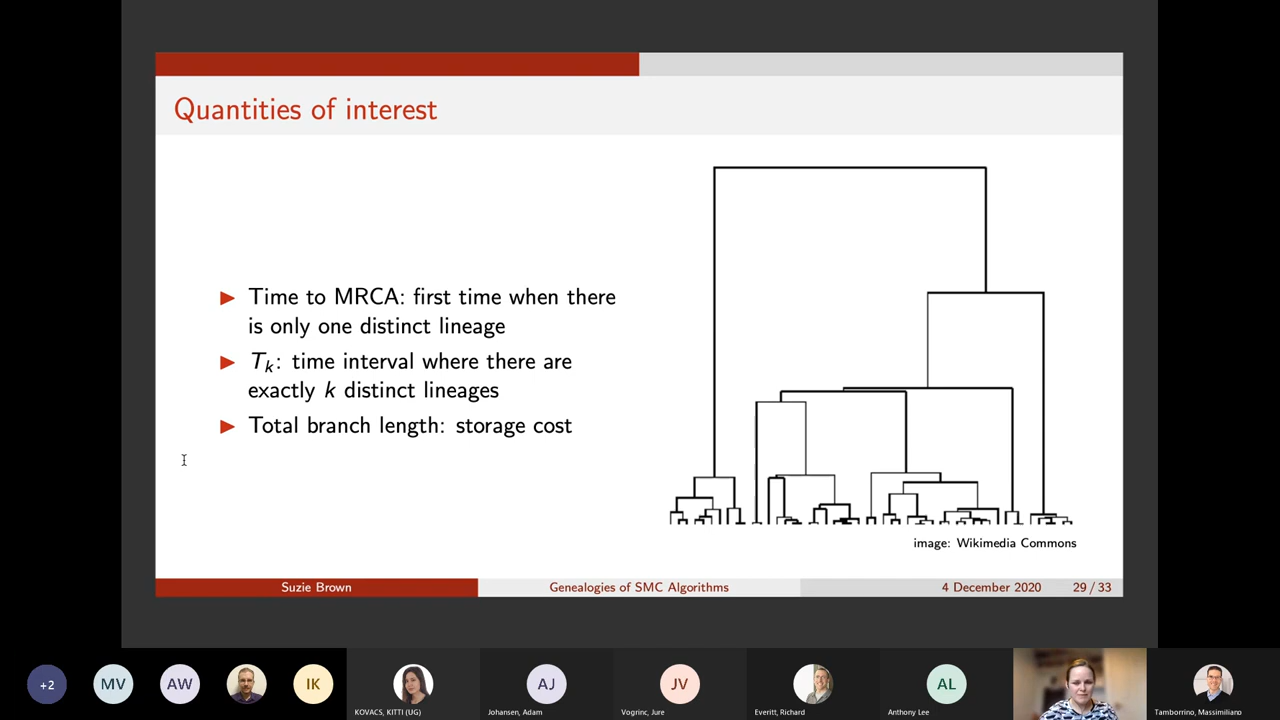 Quantities of interest
Time to MRCA: first time when there
is only one distinct lineage
Tk: time interval where there are
exactly k distinct lineages
Total branch length: storage cost
image: Wikimedia Commons
Suzie Brown
Genealogies of SMC Algorithms
4 December 2020
29 / 33
+2
MV
AW
IK
KOVACS, KITTI (UG)
AJ
Johansen, Adam
JV
Vogrinc, Jure
Everitt, Richard
AL
Anthony Lee
Tamborrino, Massimiliano